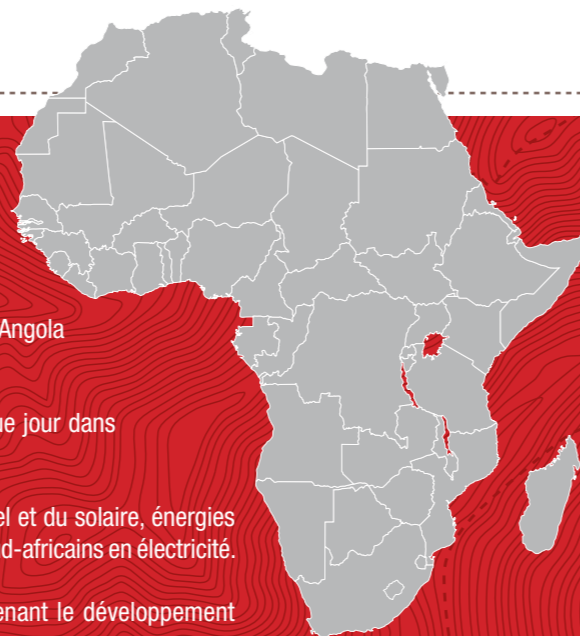 Angola
ue jour dans
el et du solaire, énergies
d-africains en électricité.
enant le développement